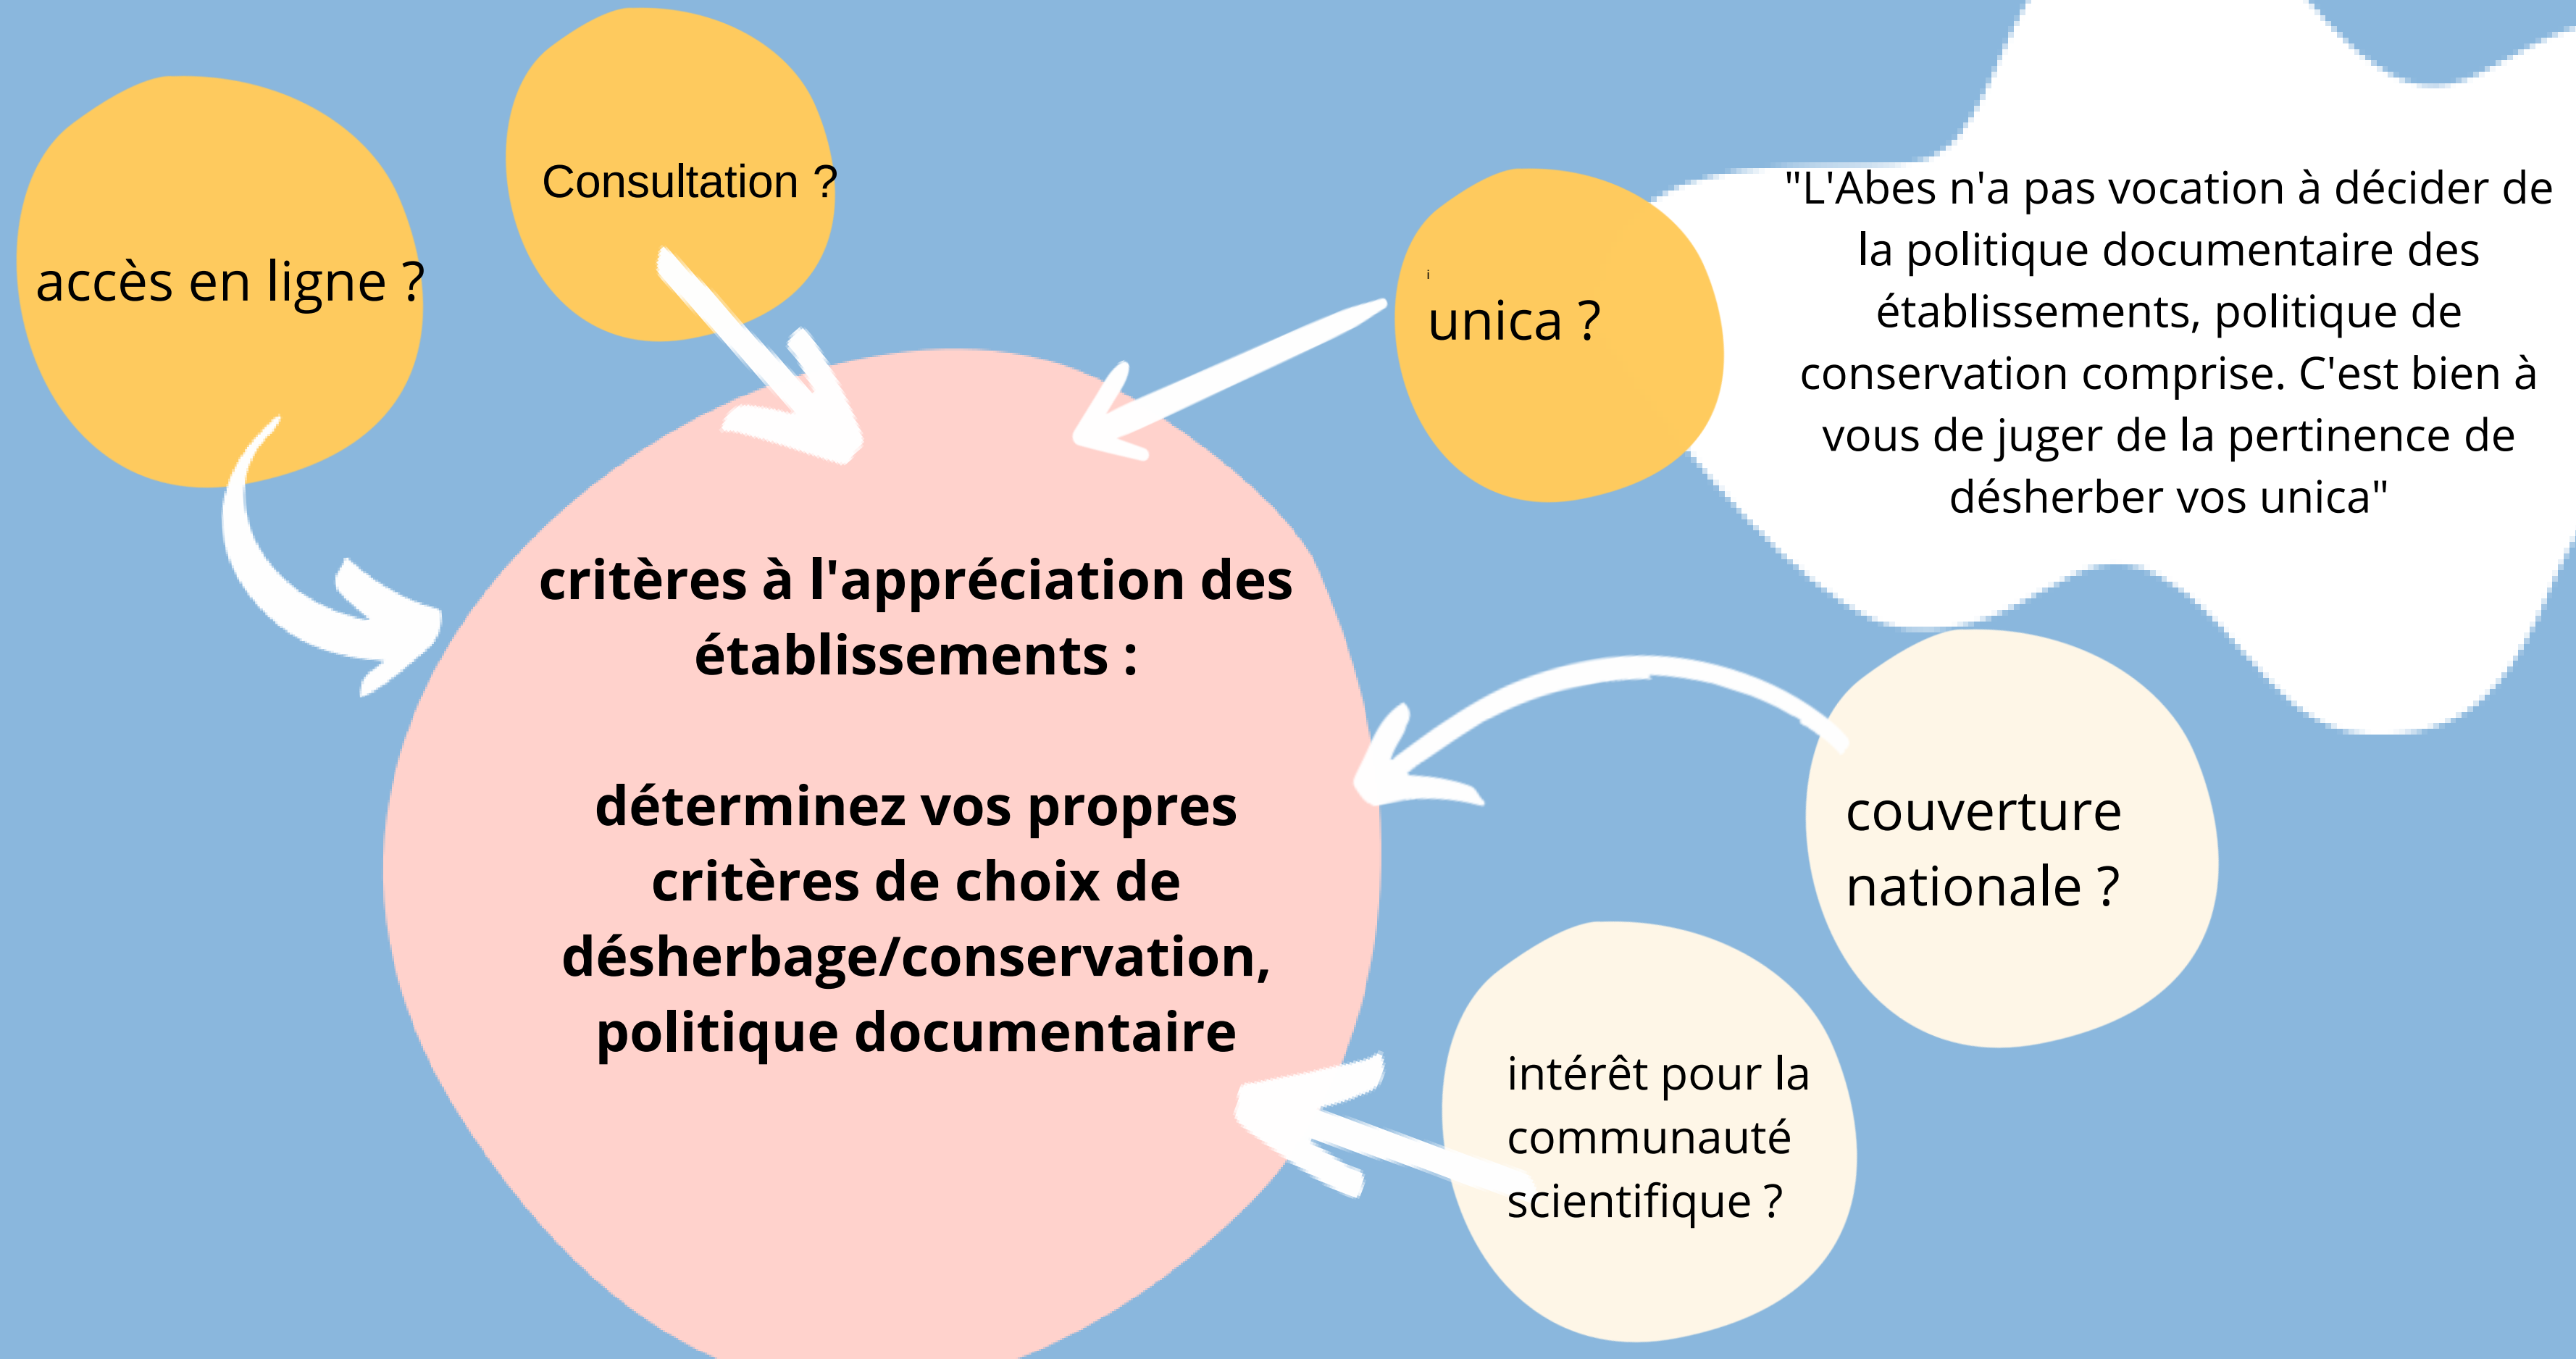 Consultation ?
accès en ligne ?
i
unica ?
"L'Abes n'a pas vocation à décider de
la politique documentaire des
établissements, politique de
conservation comprise. C'est bien à
vous de juger de la pertinence de
désherber vos unica"
critères à l'appréciation des
établissements :
déterminez vos propres
critères de choix de
désherbage/conservation,
politique documentaire
couverture
nationale ?
intérêt pour la
communauté
scientifique ?